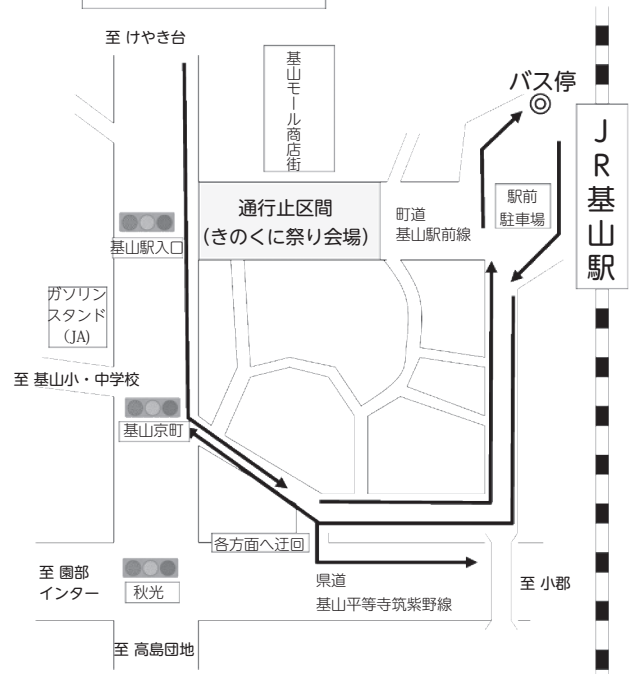 至 けやき台
基山モール商店街
バス停
JR基山駅
駅前
駐車場
通行止区間
(きのくに祭り会場)
町道
基山駅前線
基山駅入口
ガソリン
スタンド
(JA)
至 基山小・中学校
基山京町
各方面へ迂回
至 園部
インター
秋光
県道
基山平等寺筑紫野線
至 小郡
至 高島団地